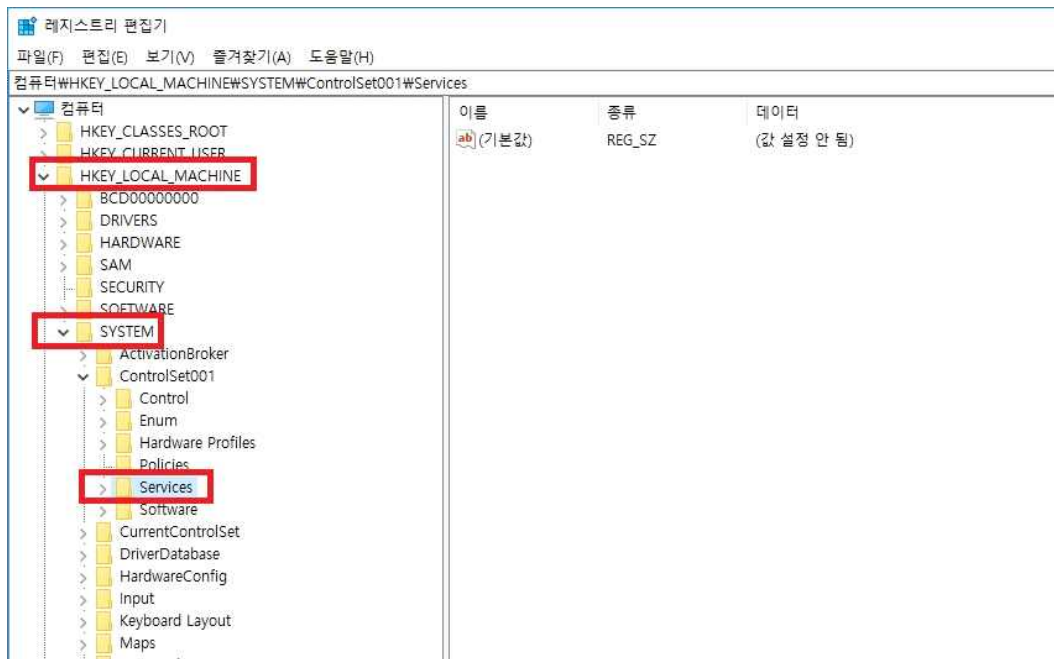 레지스트리 편집기
파일(F) 편집(E) 보기(V) 즐겨찾기(A) 도움말(H)
컴퓨터₩HKEY_LOCAL_MACHINE₩SYSTEM₩ControlSet001₩Services
컴퓨터
HKEY_CLASSES_ROOT
HKEY_CURRENT_USER
HKEY_LOCAL_MACHINE
BCD00000000
DRIVERS
HARDWARE
SAM
SECURITY
SOFTWARE
SYSTEM
ActivationBroker
ControlSet001
Control
Enum
Hardware Profiles
Policies
Services
Software
CurrentControlSet
DriverDatabase
HardwareConfig
Input
Keyboard Layout
Maps
이름 종류 데이터
ab (기본값) REG_SZ (값 설정 안 됨)